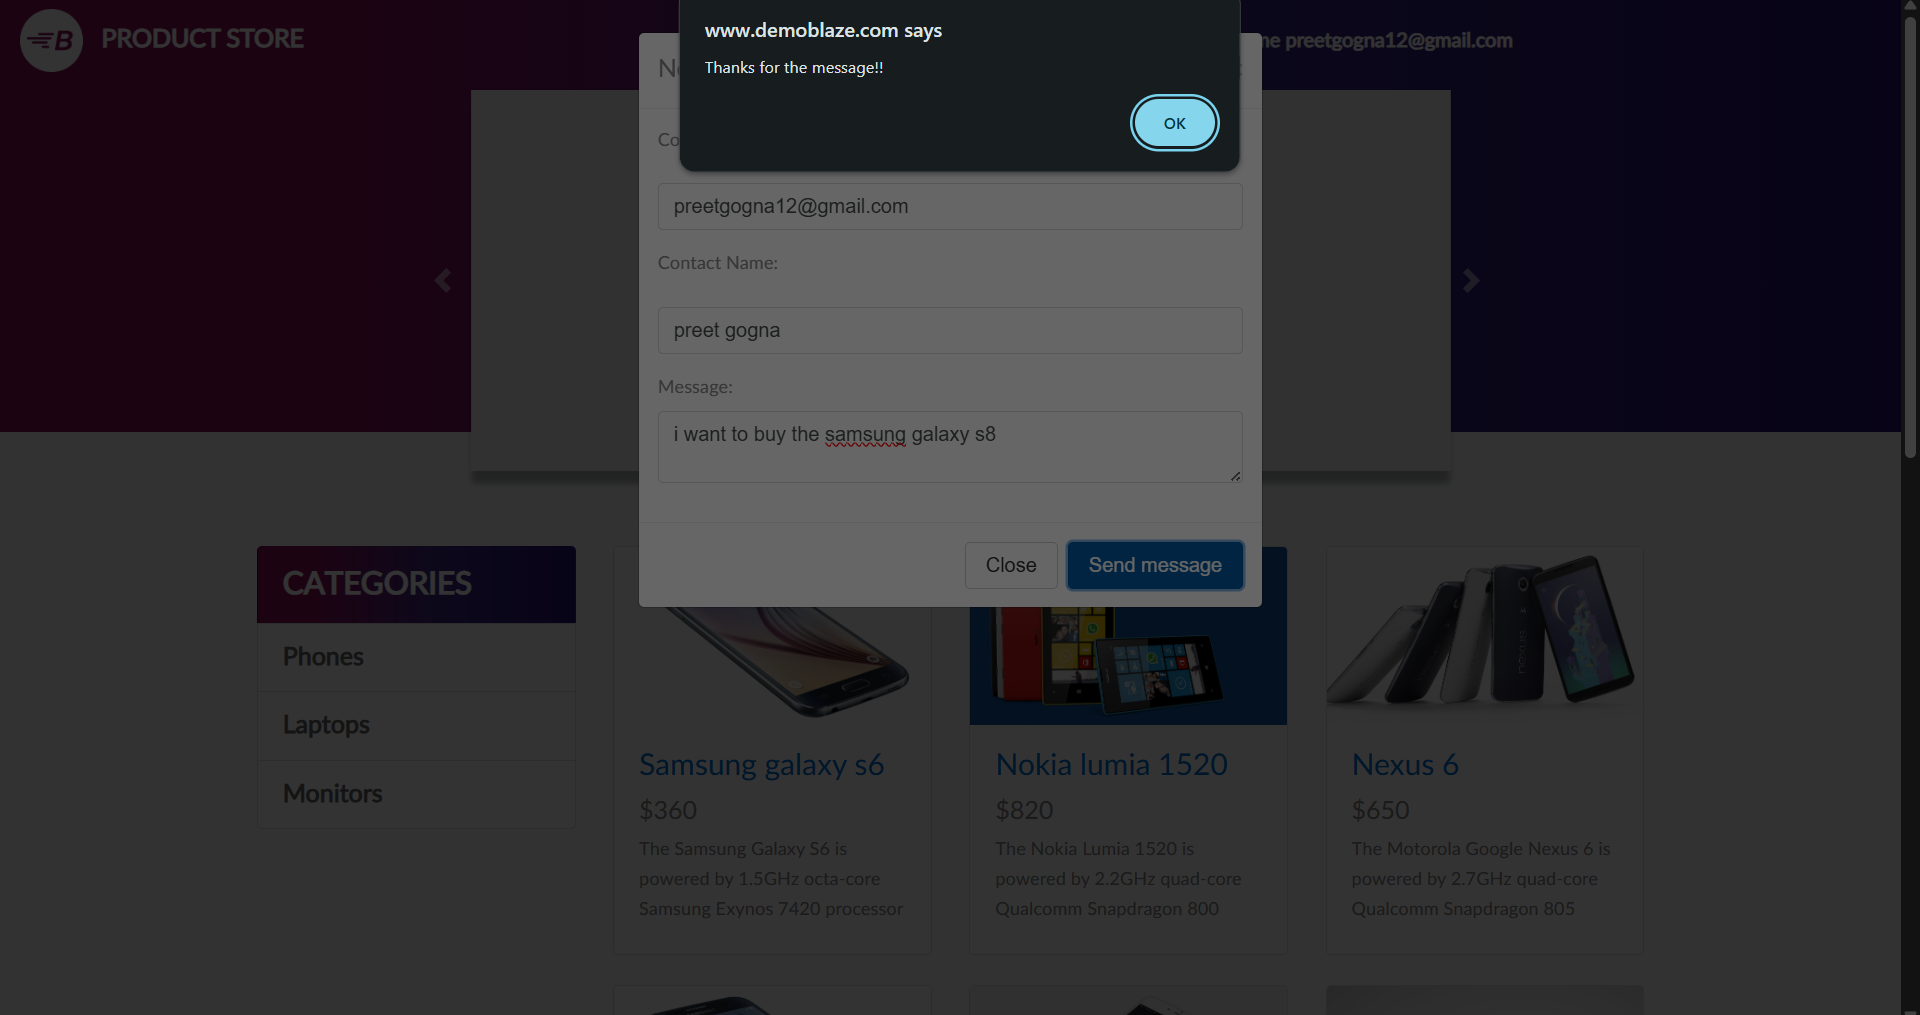 PRODUCT STORE
www.demoblaze.com says
Thanks for the message!!
OK
me preetgogna12@gmail.com
preetgogna12@gmail.com
Contact Name:
preet gogna
Message:
i want to buy the samsung galaxy s8
Close
Send message
CATEGORIES
Phones
Laptops
Monitors
Samsung galaxy s6
$360
The Samsung Galaxy S6 is
powered by 1.5GHz octa-core
Samsung Exynos 7420 processor
Nokia lumia 1520
$820
The Nokia Lumia 1520 is
powered by 2.2GHz quad-core
Qualcomm Snapdragon 800
Nexus 6
$650
The Motorola Google Nexus 6 is
powered by 2.7GHz quad-core
Qualcomm Snapdragon 805